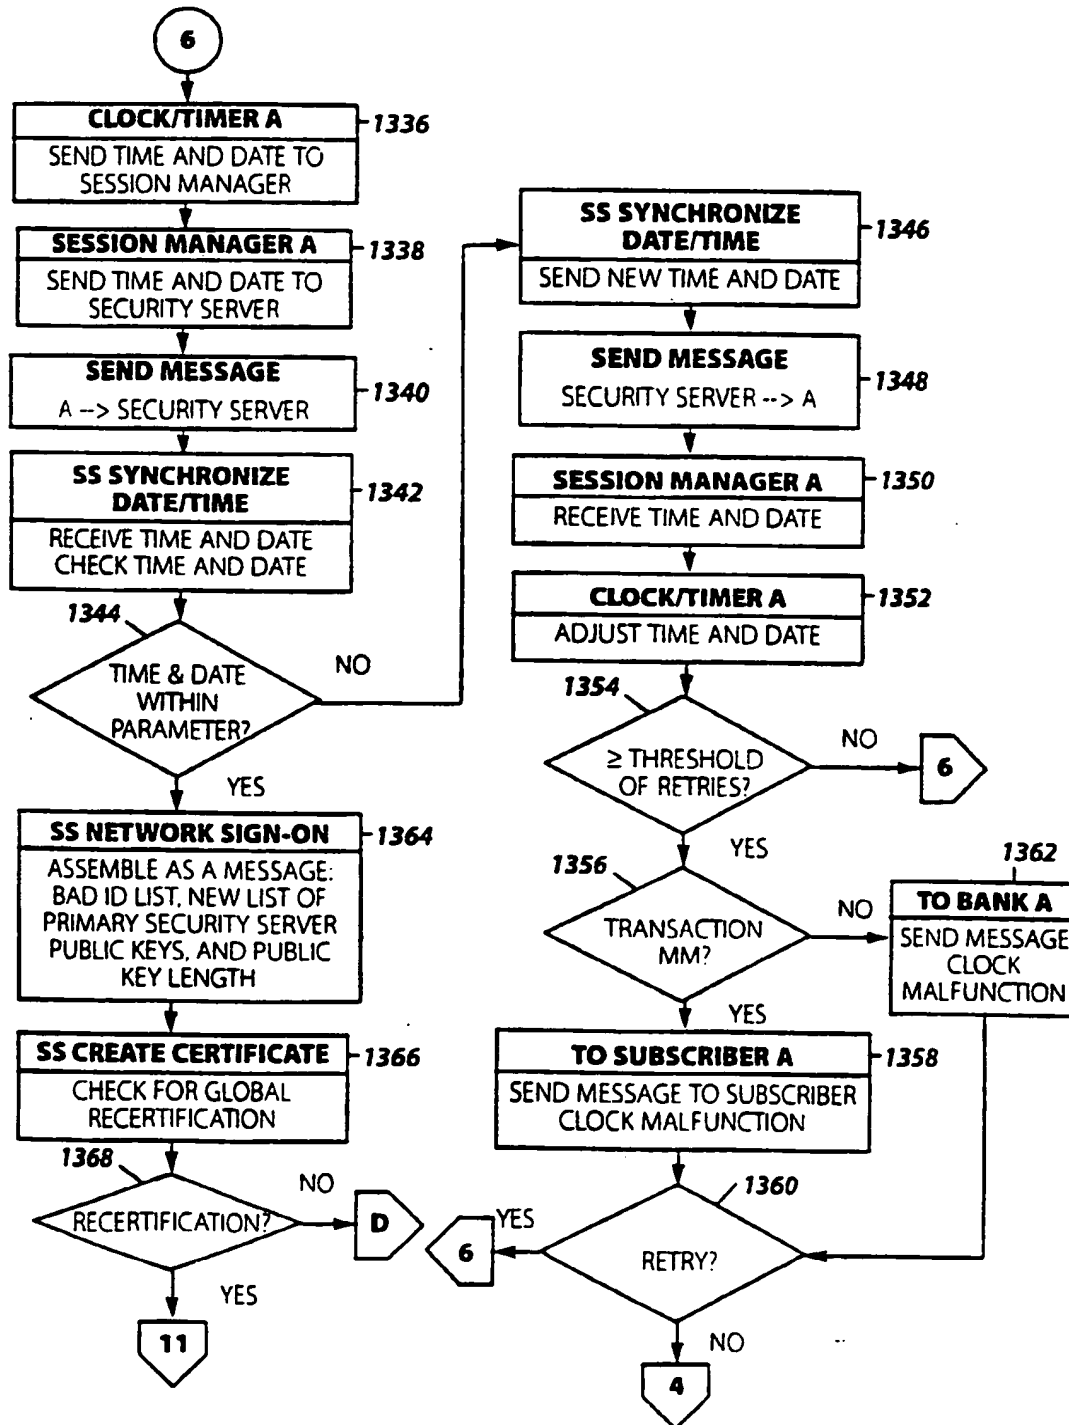 6
CLOCK/TIMER A
1336
SEND TIME AND DATE TO
SESSION MANAGER
SESSION MANAGER A
1338
SEND TIME AND DATE TO
SECURITY SERVER
SEND MESSAGE
1340
A --> SECURITY SERVER
SS SYNCHRONIZE
DATE/TIME
1342
RECEIVE TIME AND DATE
CHECK TIME AND DATE
1344
TIME & DATE
WITHIN
PARAMETER?
NO
YES
SS NETWORK SIGN-ON
1364
ASSEMBLE AS A MESSAGE:
BAD ID LIST, NEW LIST OF
PRIMARY SECURITY SERVER
PUBLIC KEYS, AND PUBLIC
KEY LENGTH
SS CREATE CERTIFICATE
1366
CHECK FOR GLOBAL
RECERTIFICATION
1368
RECERTIFICATION?
NO
D
YES
11
SS SYNCHRONIZE
DATE/TIME
1346
SEND NEW TIME AND DATE
SEND MESSAGE
1348
SECURITY SERVER --> A
SESSION MANAGER A
1350
RECEIVE TIME AND DATE
CLOCK/TIMER A
1352
ADJUST TIME AND DATE
1354
≥ THRESHOLD
OF RETRIES?
NO
6
YES
1356
TRANSACTION
MM?
NO
1362
TO BANK A
SEND MESSAGE
CLOCK
MALFUNCTION
YES
TO SUBSCRIBER A
1358
SEND MESSAGE TO SUBSCRIBER
CLOCK MALFUNCTION
1360
RETRY?
YES
6
NO
4